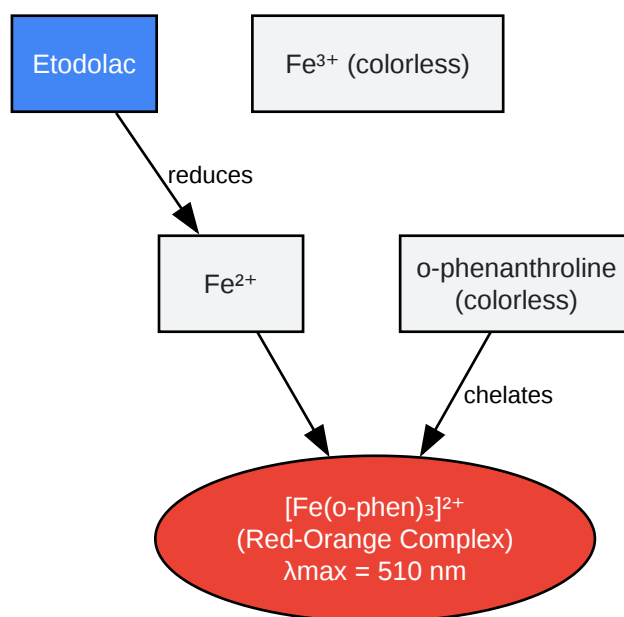 Etodolac
Fe³⁺ (colorless)
reduces
Fe²⁺
o-phenanthroline
(colorless)
chelates
[Fe(o-phen)₃]²⁺
(Red-Orange Complex)
λmax = 510 nm